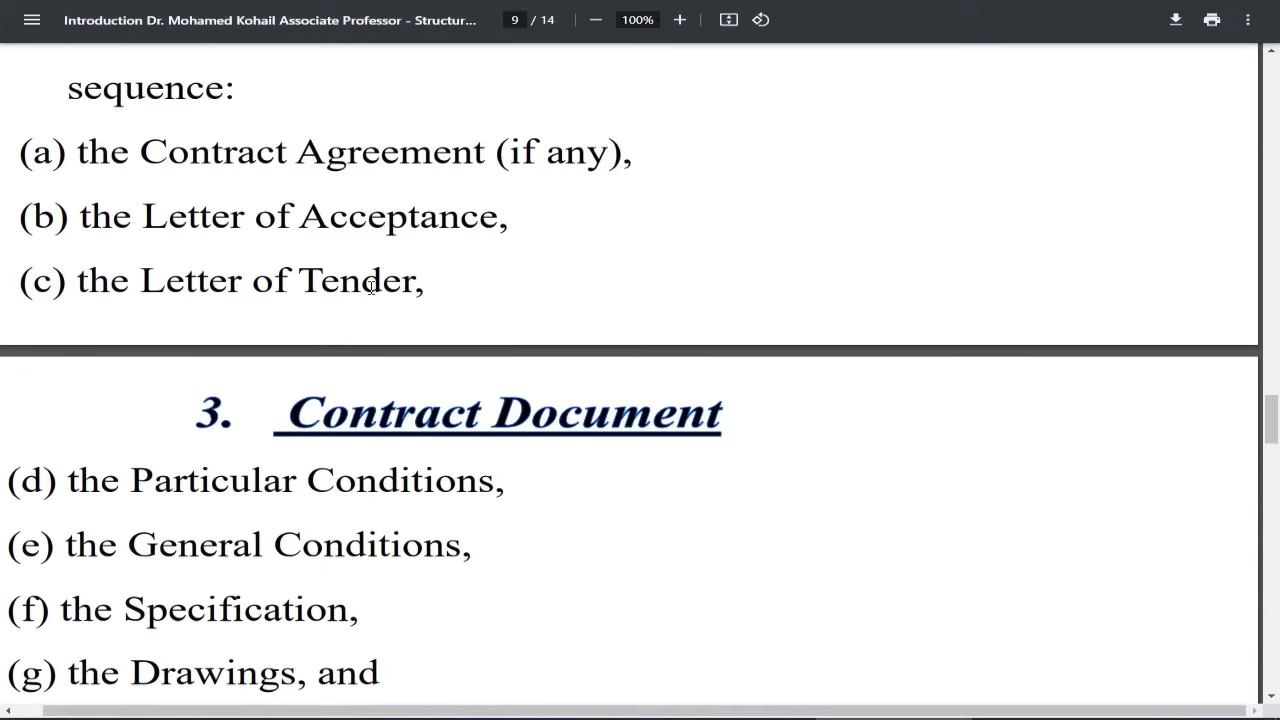 Introduction Dr. Mohamed Kohail Associate Professor - Structur...
9 / 14
100%
sequence:
(a) the Contract Agreement (if any),
(b) the Letter of Acceptance,
(c) the Letter of Tender,
3. Contract Document
(d) the Particular Conditions,
(e) the General Conditions,
(f) the Specification,
(g) the Drawings, and